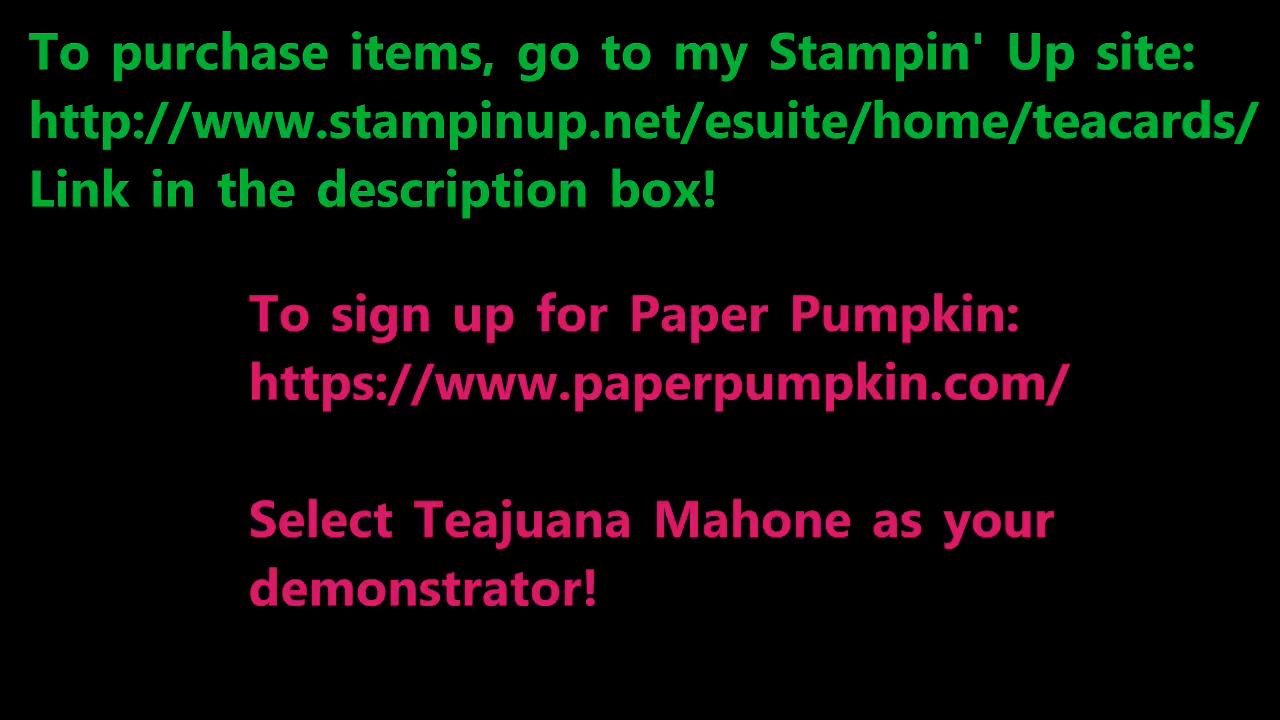 To purchase items, go to my Stampin' Up site:
http://www.stampinup.net/esuite/home/teacards/
Link in the description box!
To sign up for Paper Pumpkin:
https://www.paperpumpkin.com/
Select Teajuana Mahone as your
demonstrator!